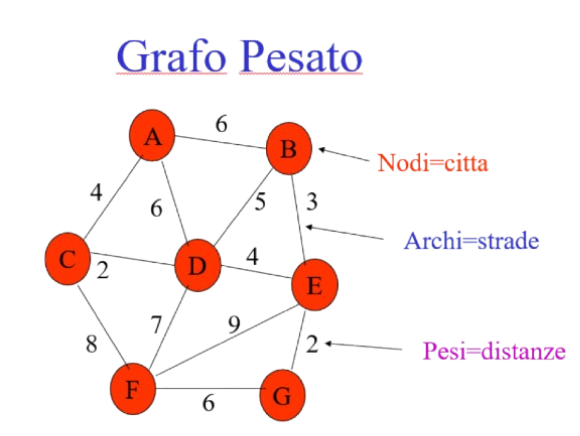 Grafo Pesato
A
6
B
Nodi=citta
4
6
5
3
Archi=strade
C
2
D
4
E
8
7
9
2
Pesi=distanze
F
6
G